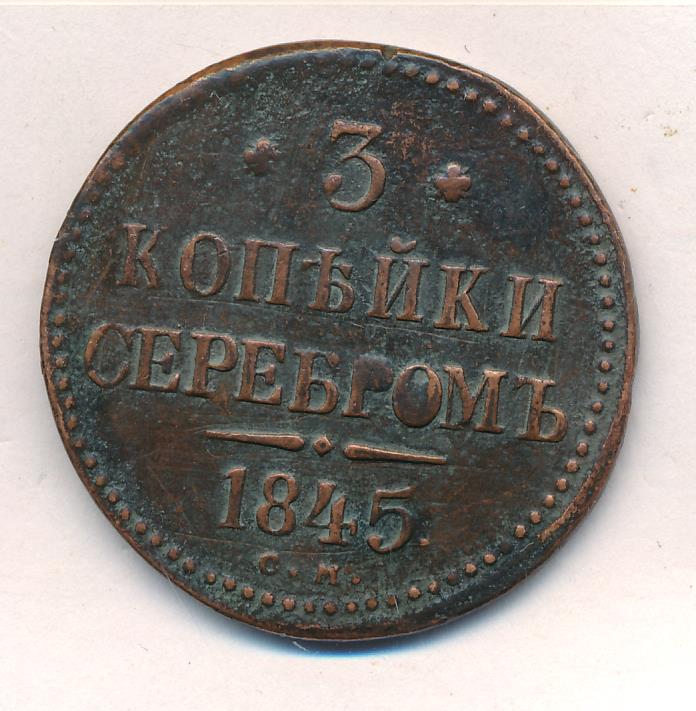 * 3 *
КОПѢЙКИ
СЕРЕБРОМЪ
1845.
С. М.